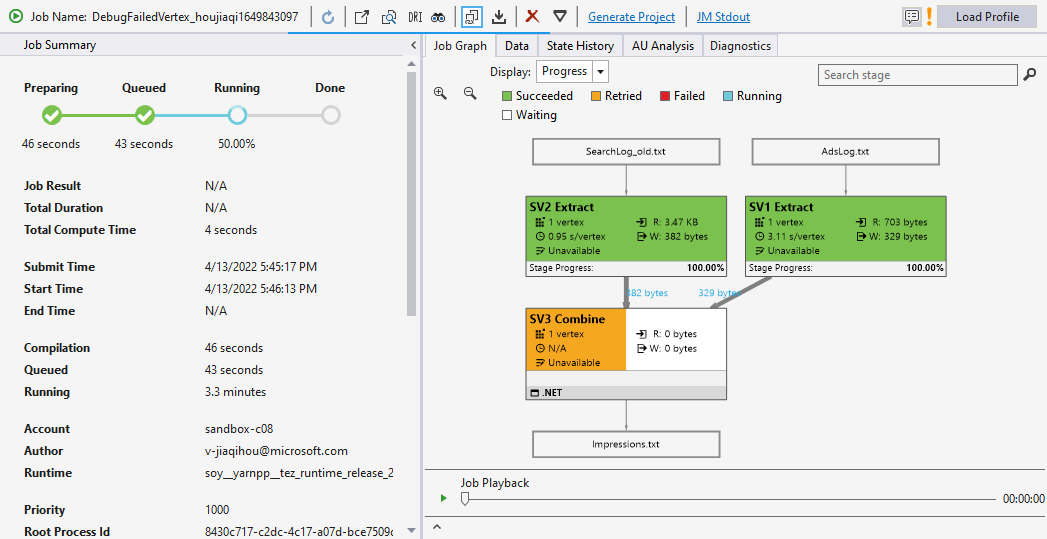 Job Name: DebugFailedVertex_houjiaqi1649843097
DRI
Generate Project
JM Stdout
Load Profile
Job Summary
Preparing Queued Running Done
46 seconds 43 seconds 50.00%
Job Result N/A
Total Duration N/A
Total Compute Time 4 seconds
Submit Time 4/13/2022 5:45:17 PM
Start Time 4/13/2022 5:46:13 PM
End Time N/A
Compilation 46 seconds
Queued 43 seconds
Running 3.3 minutes
Account sandbox-c08
Author v-jiaqihou@microsoft.com
Runtime soy__yarnpp__tez_runtime_release_2
Priority 1000
Root Process Id 8430c717-c2dc-4c17-a07d-bce7509c
Job Graph Data State History AU Analysis Diagnostics
Display: Progress
Search stage
Succeeded Retried Failed Running
Waiting
SearchLog_old.txt
AdsLog.txt
SV2 Extract
1 vertex R: 3.47 KB
0.95 s/vertex W: 382 bytes
Unavailable
Stage Progress: 100.00%
SV1 Extract
1 vertex R: 703 bytes
3.11 s/vertex W: 329 bytes
Unavailable
Stage Progress: 100.00%
382 bytes 329 bytes
SV3 Combine
1 vertex R: 0 bytes
N/A W: 0 bytes
Unavailable
.NET
Impressions.txt
Job Playback
00:00:00